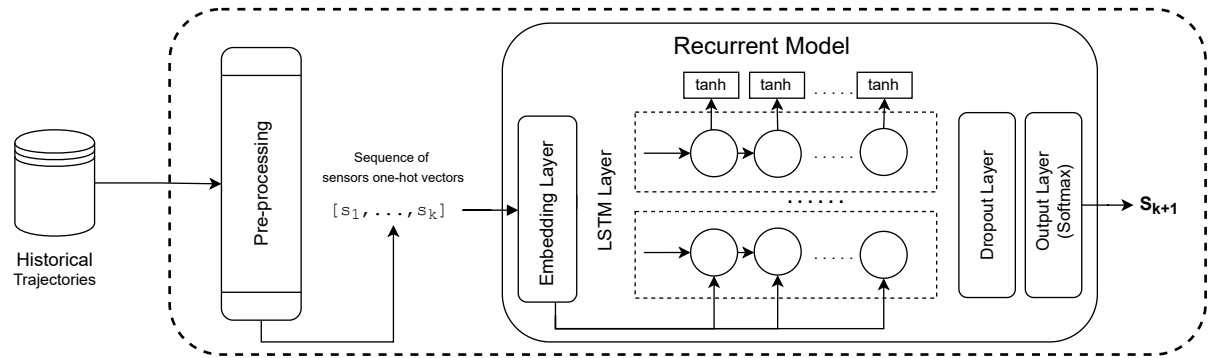 Historical
Trajectories
Pre-processing
Sequence of
sensors one-hot vectors
[s1,...,sk]
Recurrent Model
Embedding Layer
LSTM Layer
tanh
tanh
.....
tanh
.....
......
.....
Dropout Layer
Output Layer
(Softmax)
Sk+1